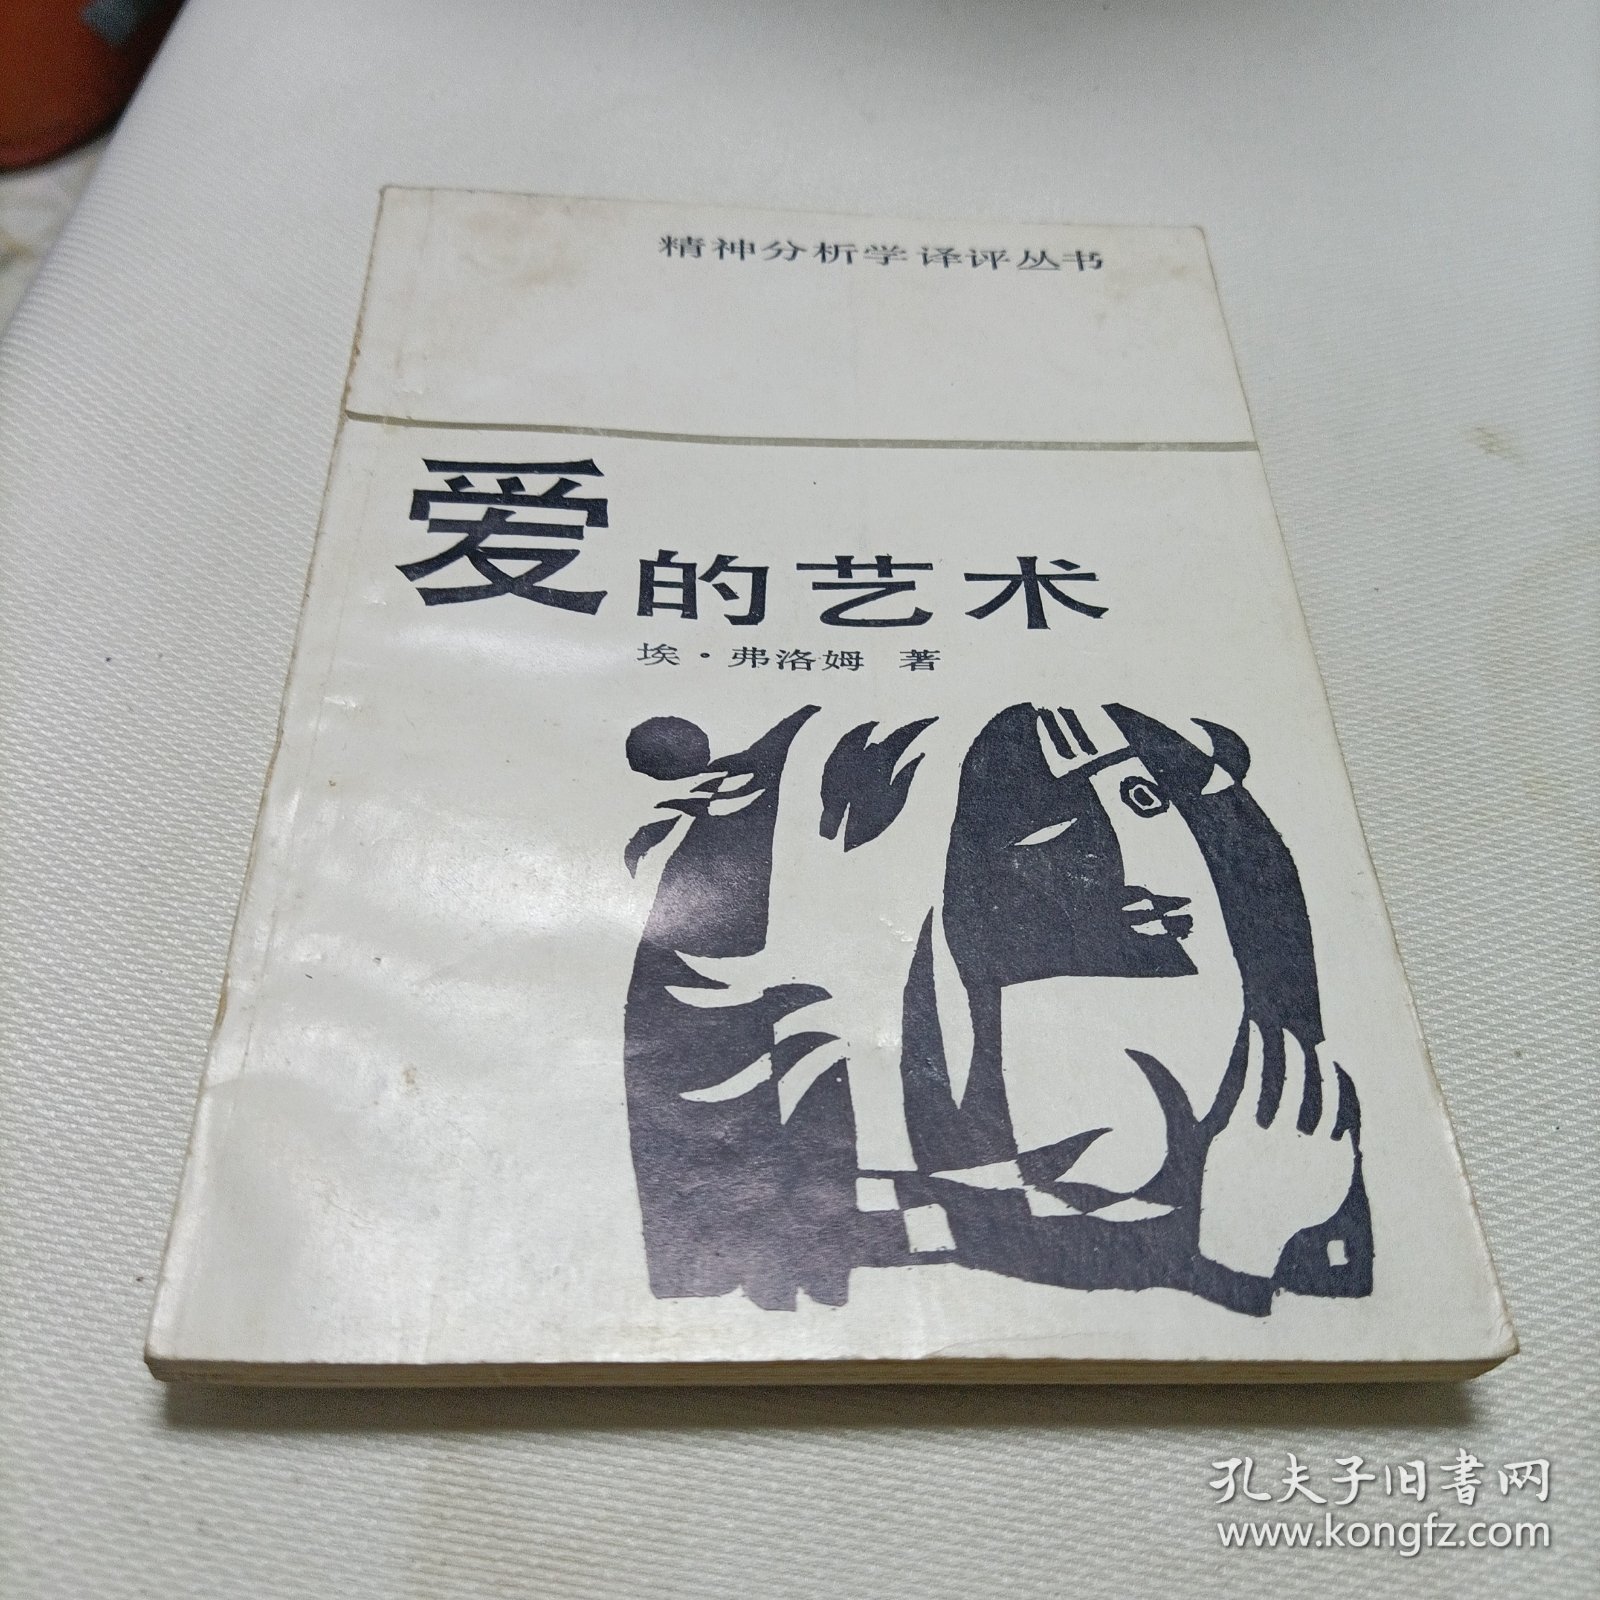 精神分析学译评丛书
爱的艺术
埃·弗洛姆 著
孔夫子旧书网
www.kongfz.com